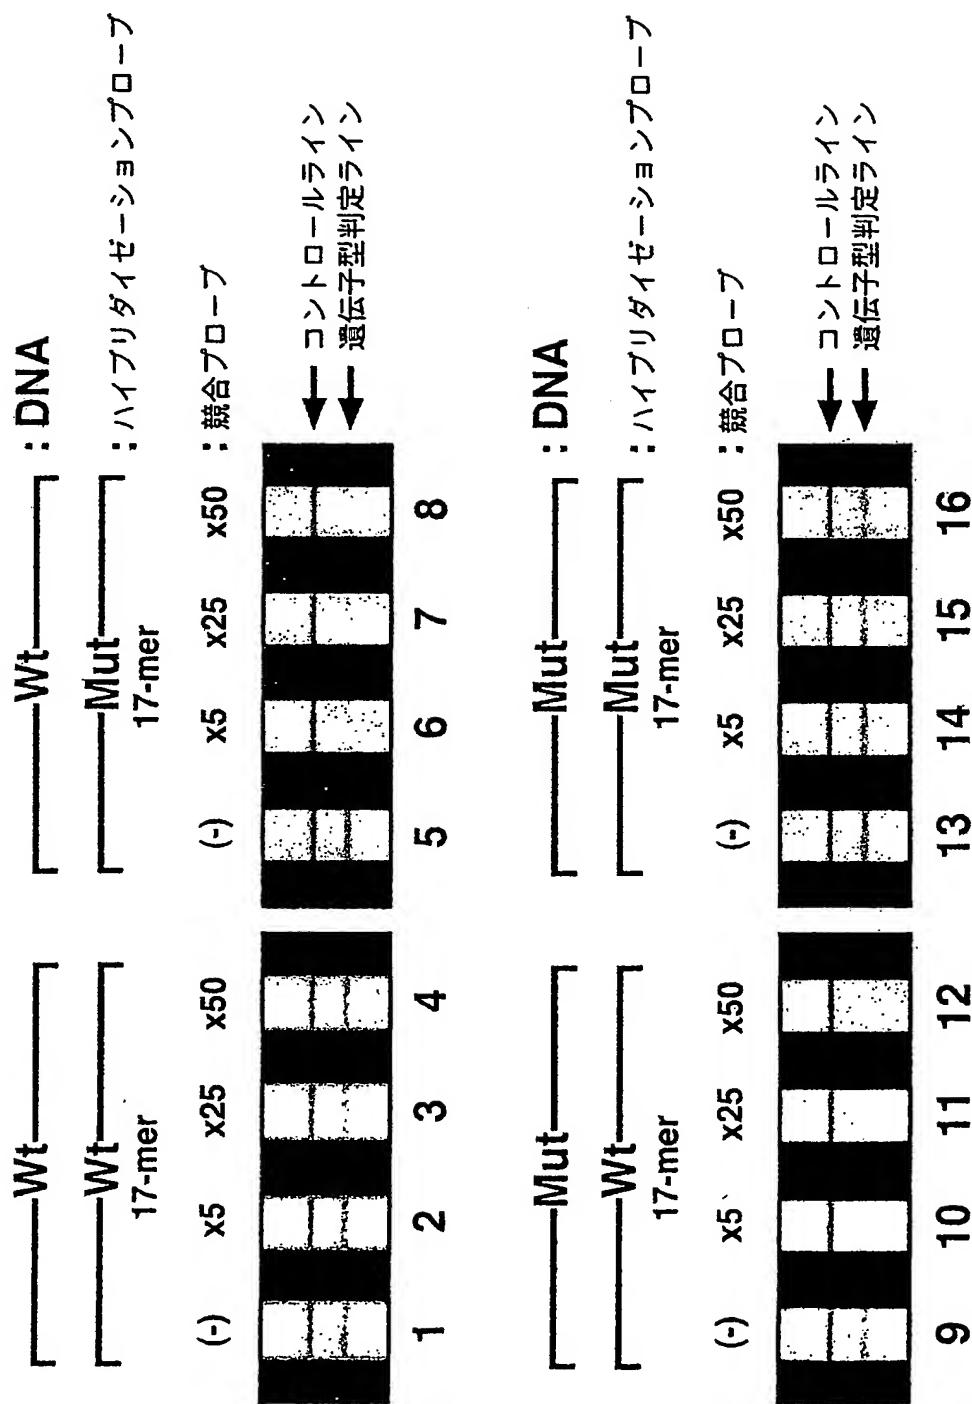 Wt Wt : DNA
Wt Mut : ハイブリダイゼーションプローブ
17-mer 17-mer
(-) x5 x25 x50 (-) x5 x25 x50 : 競合プローブ
コントロールライン
遺伝子型判定ライン
1 2 3 4 5 6 7 8
Mut Mut : DNA
Wt Mut : ハイブリダイゼーションプローブ
17-mer 17-mer
(-) x5 x25 x50 (-) x5 x25 x50 : 競合プローブ
コントロールライン
遺伝子型判定ライン
9 10 11 12 13 14 15 16